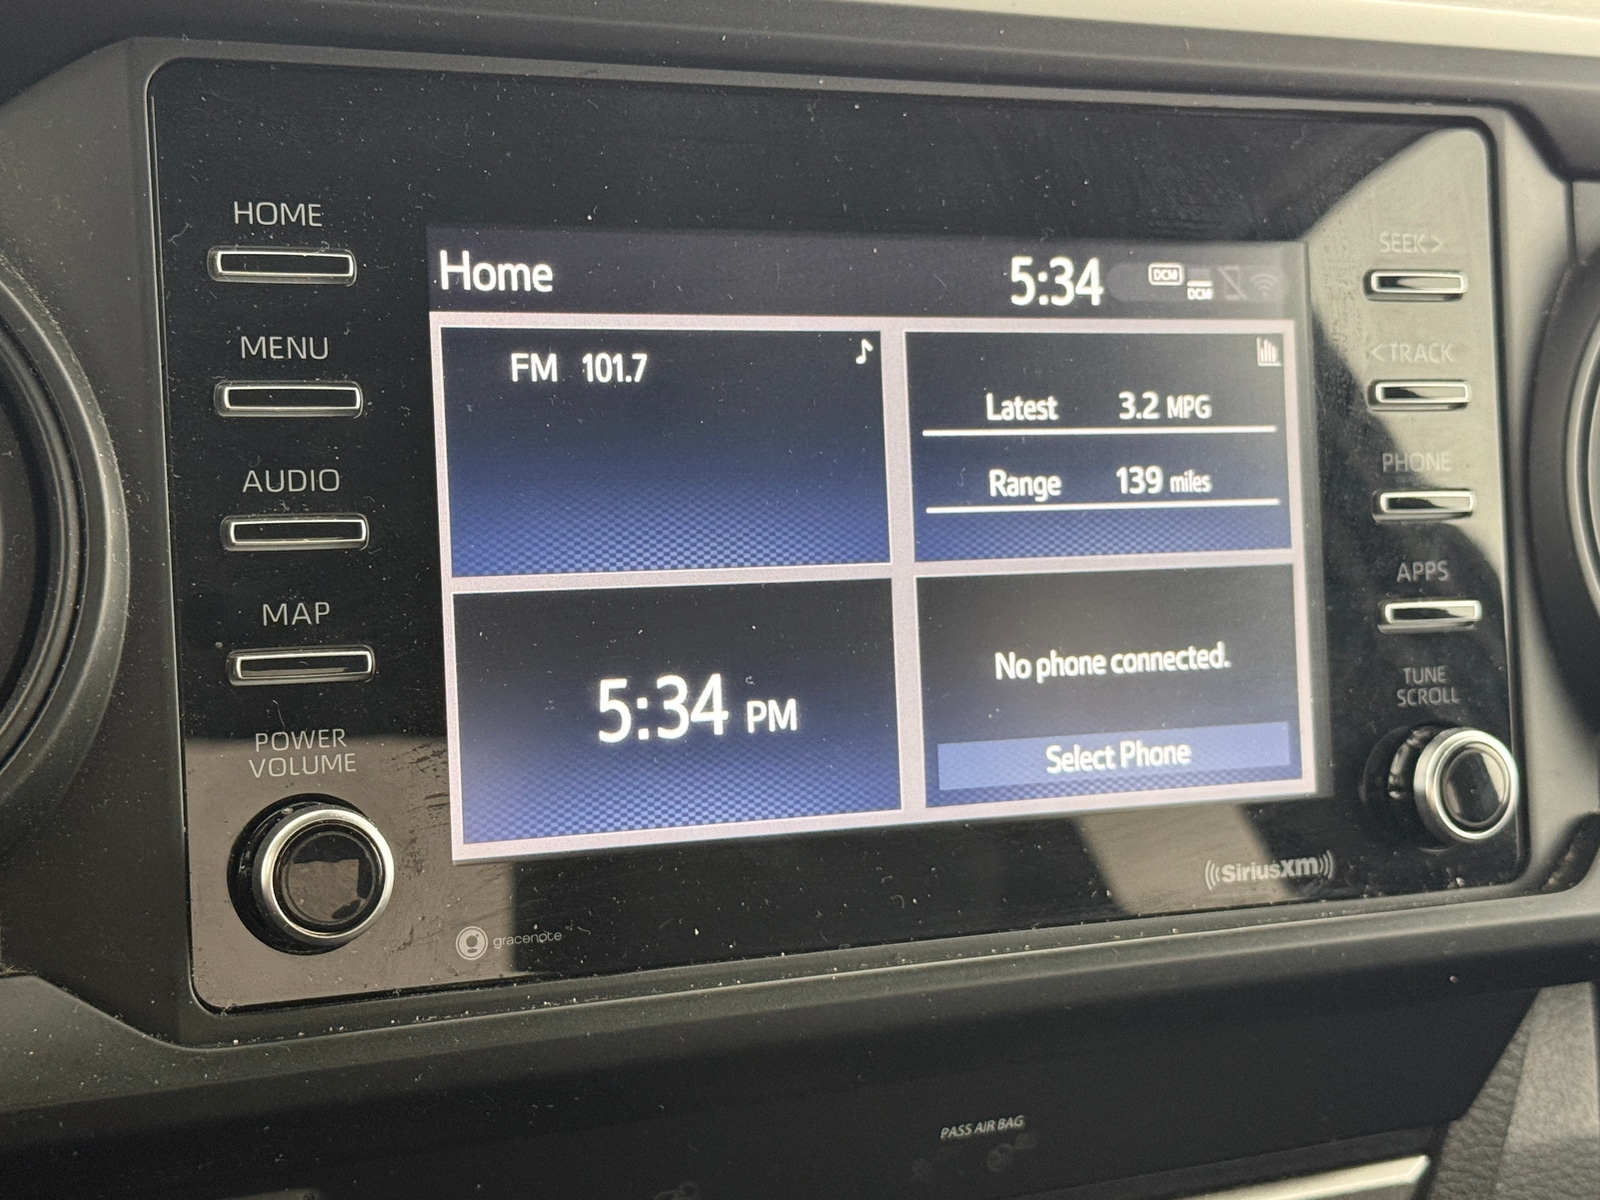 HOME
MENU
AUDIO
MAP
POWER
VOLUME
Home 5:34 DCM
DCM
FM 101.7
Latest 3.2 MPG
Range 139 miles
5:34 PM
No phone connected.
Select Phone
SEEK>
<TRACK
PHONE
APPS
TUNE
SCROLL
gracenote
((SiriusXM))
PASS AIR BAG